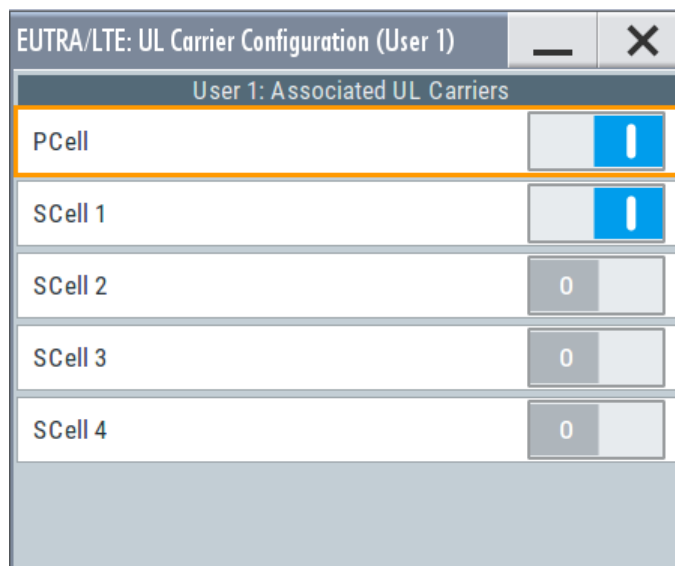 EUTRA/LTE: UL Carrier Configuration (User 1)
User 1: Associated UL Carriers
PCell
SCell 1
SCell 2 0
SCell 3 0
SCell 4 0